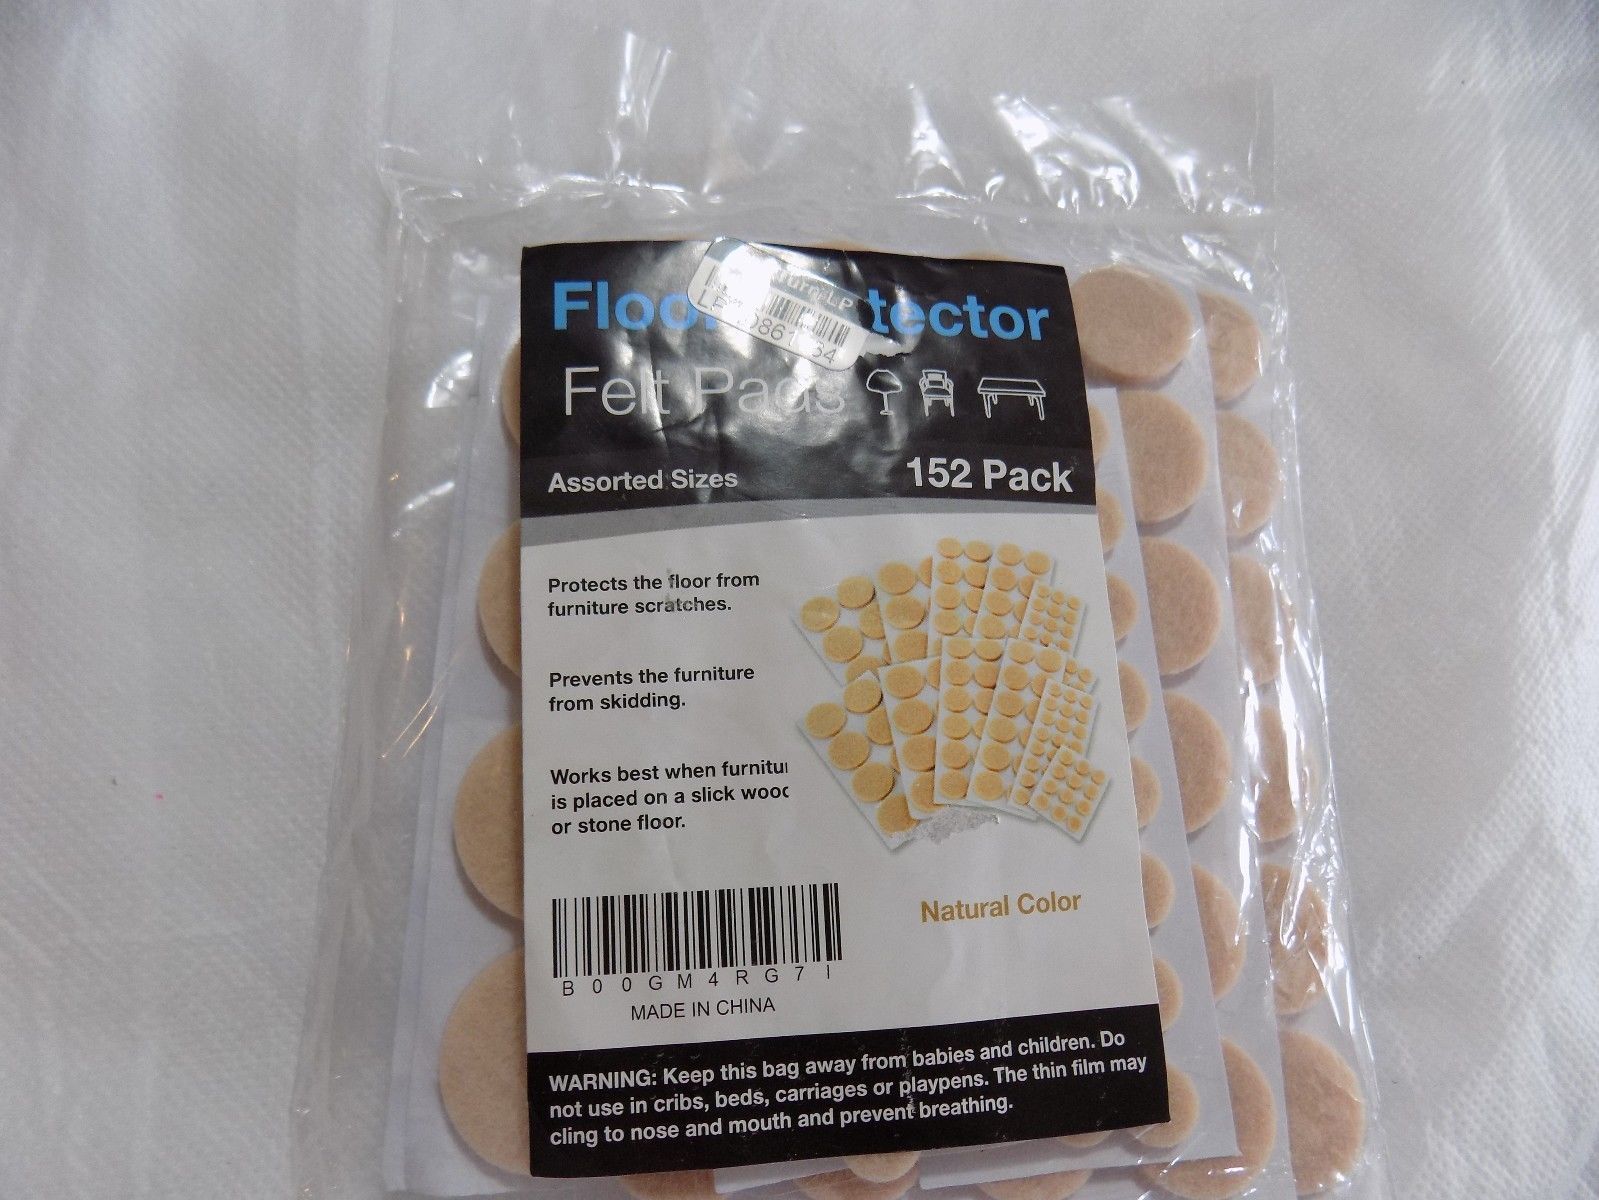 Floor tector
Felt Pads
Assorted Sizes
152 Pack
Protects the floor from
furniture scratches.
Prevents the furniture
from skidding.
Works best when furnitu
is placed on a slick wood
or stone floor.
Natural Color
B00GM4RG7I
MADE IN CHINA
WARNING: Keep this bag away from babies and children. Do
not use in cribs, beds, carriages or playpens. The thin film may
cling to nose and mouth and prevent breathing.